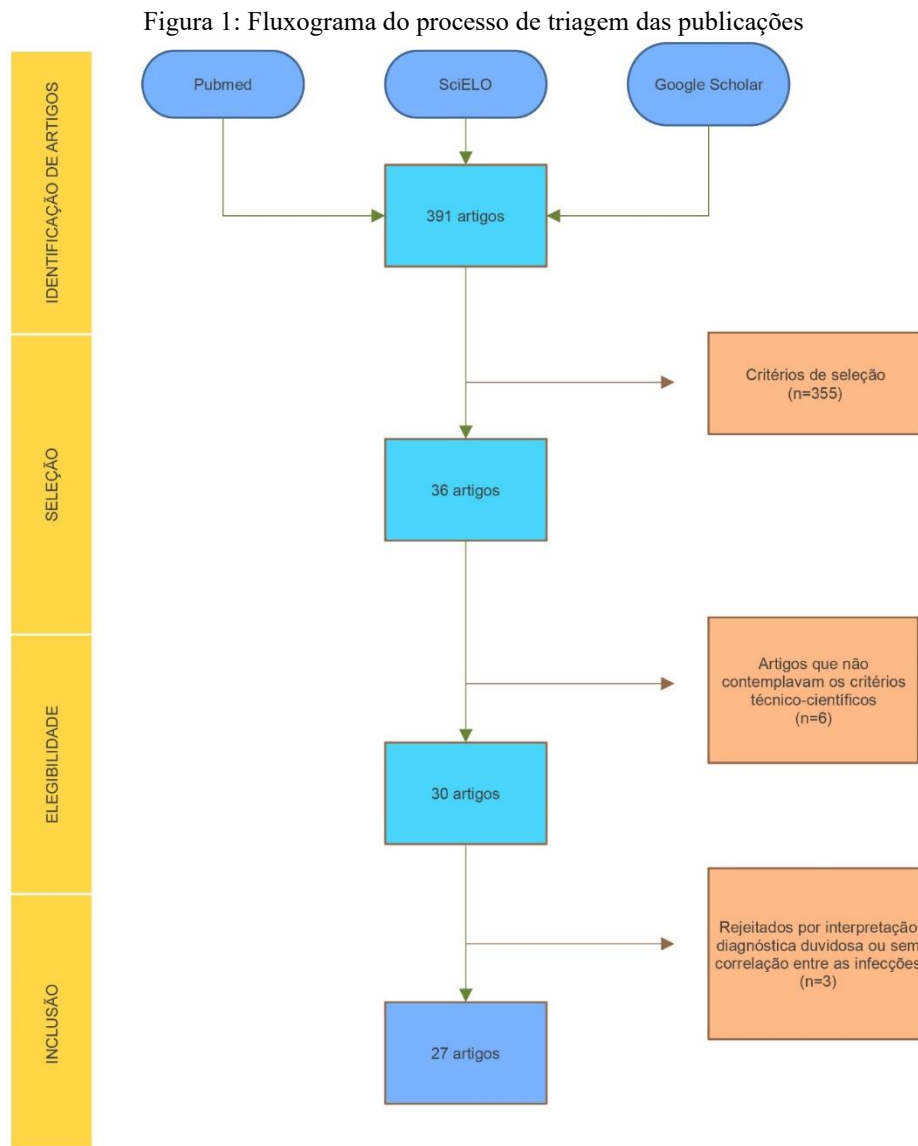 Figura 1: Fluxograma do processo de triagem das publicações
IDENTIFICAÇÃO DE ARTIGOS
Pubmed
SciELO
Google Scholar
391 artigos
SELEÇÃO
Critérios de seleção
(n=355)
36 artigos
ELEGIBILIDADE
Artigos que não
contemplavam os critérios
técnico-científicos
(n=6)
30 artigos
INCLUSÃO
Rejeitados por interpretação
diagnóstica duvidosa ou sem
correlação entre as infecções
(n=3)
27 artigos